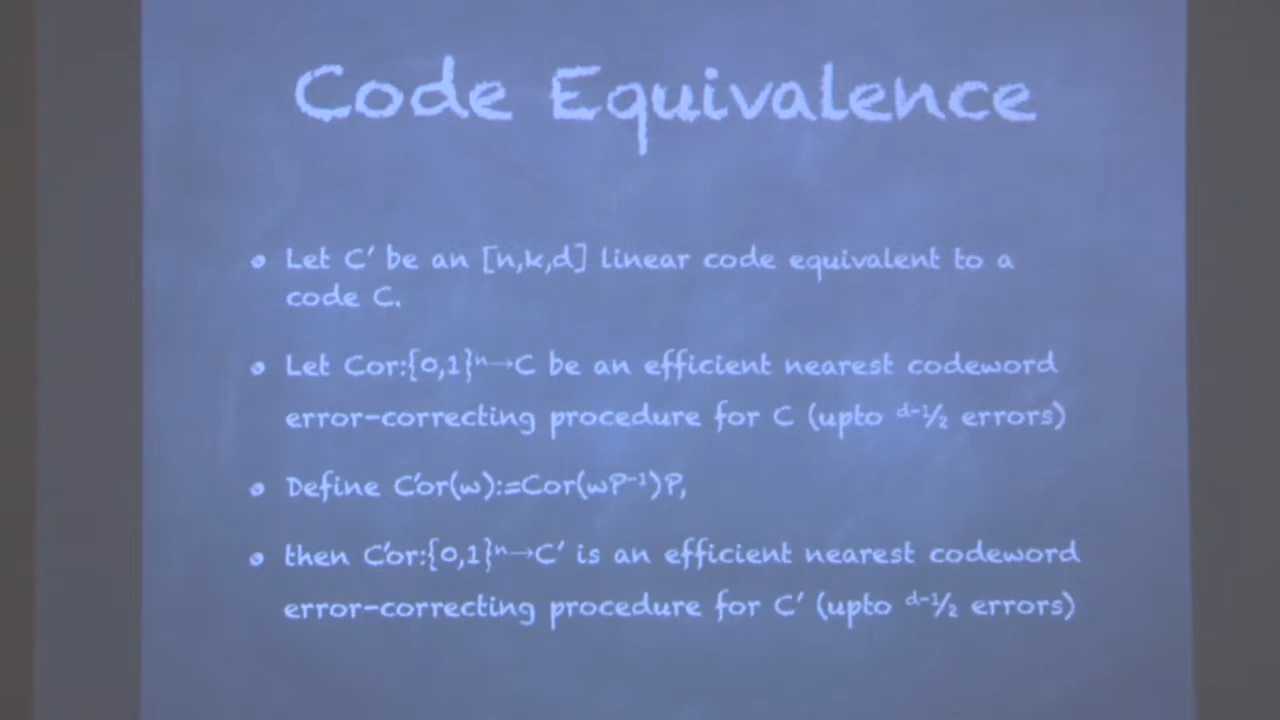 Code Equivalence
• Let C' be an [n,k,d] linear code equivalent to a
code C.
• Let Cor:{0,1}ⁿ→C be an efficient nearest codeword
error-correcting procedure for C (upto ᵈ⁻¹⁄₂ errors)
• Define C'or(w):=Cor(wP⁻¹)P,
• then C'or:{0,1}ⁿ→C' is an efficient nearest codeword
error-correcting procedure for C' (upto ᵈ⁻¹⁄₂ errors)